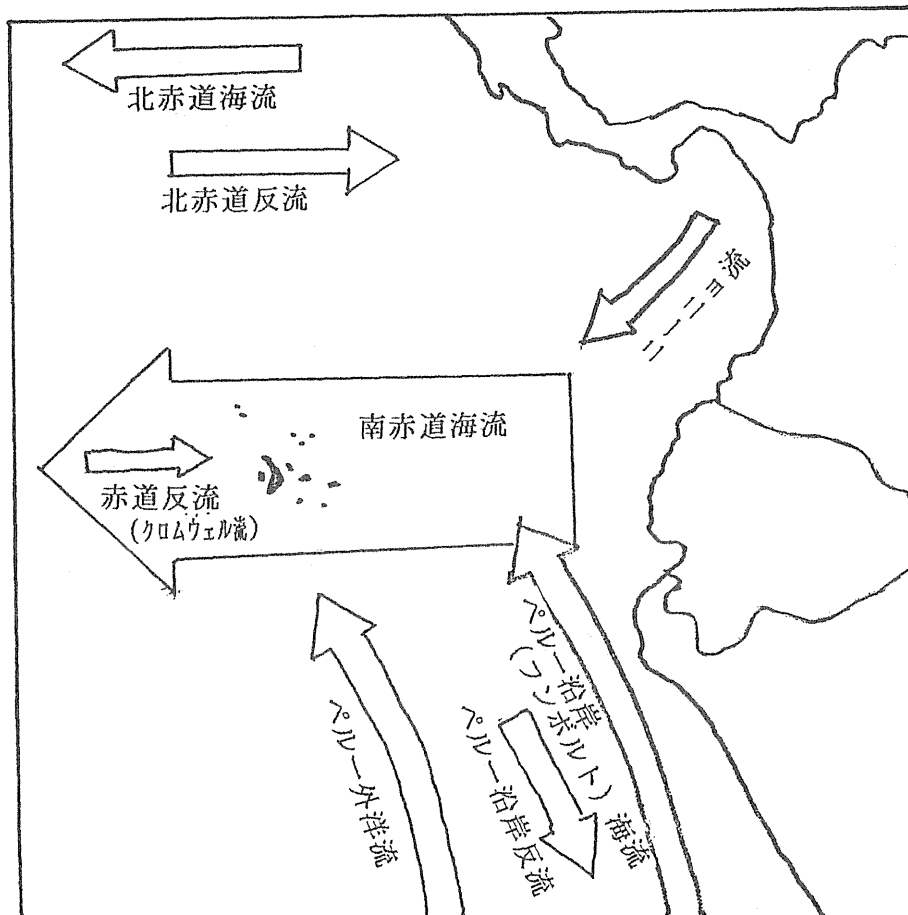 北赤道海流
北赤道反流
ニーニョ流
南赤道海流
赤道反流
(クロムウェル流)
ペルー沿岸
(フンボルト)海流
ペルー沿岸反流
ペルー外洋流